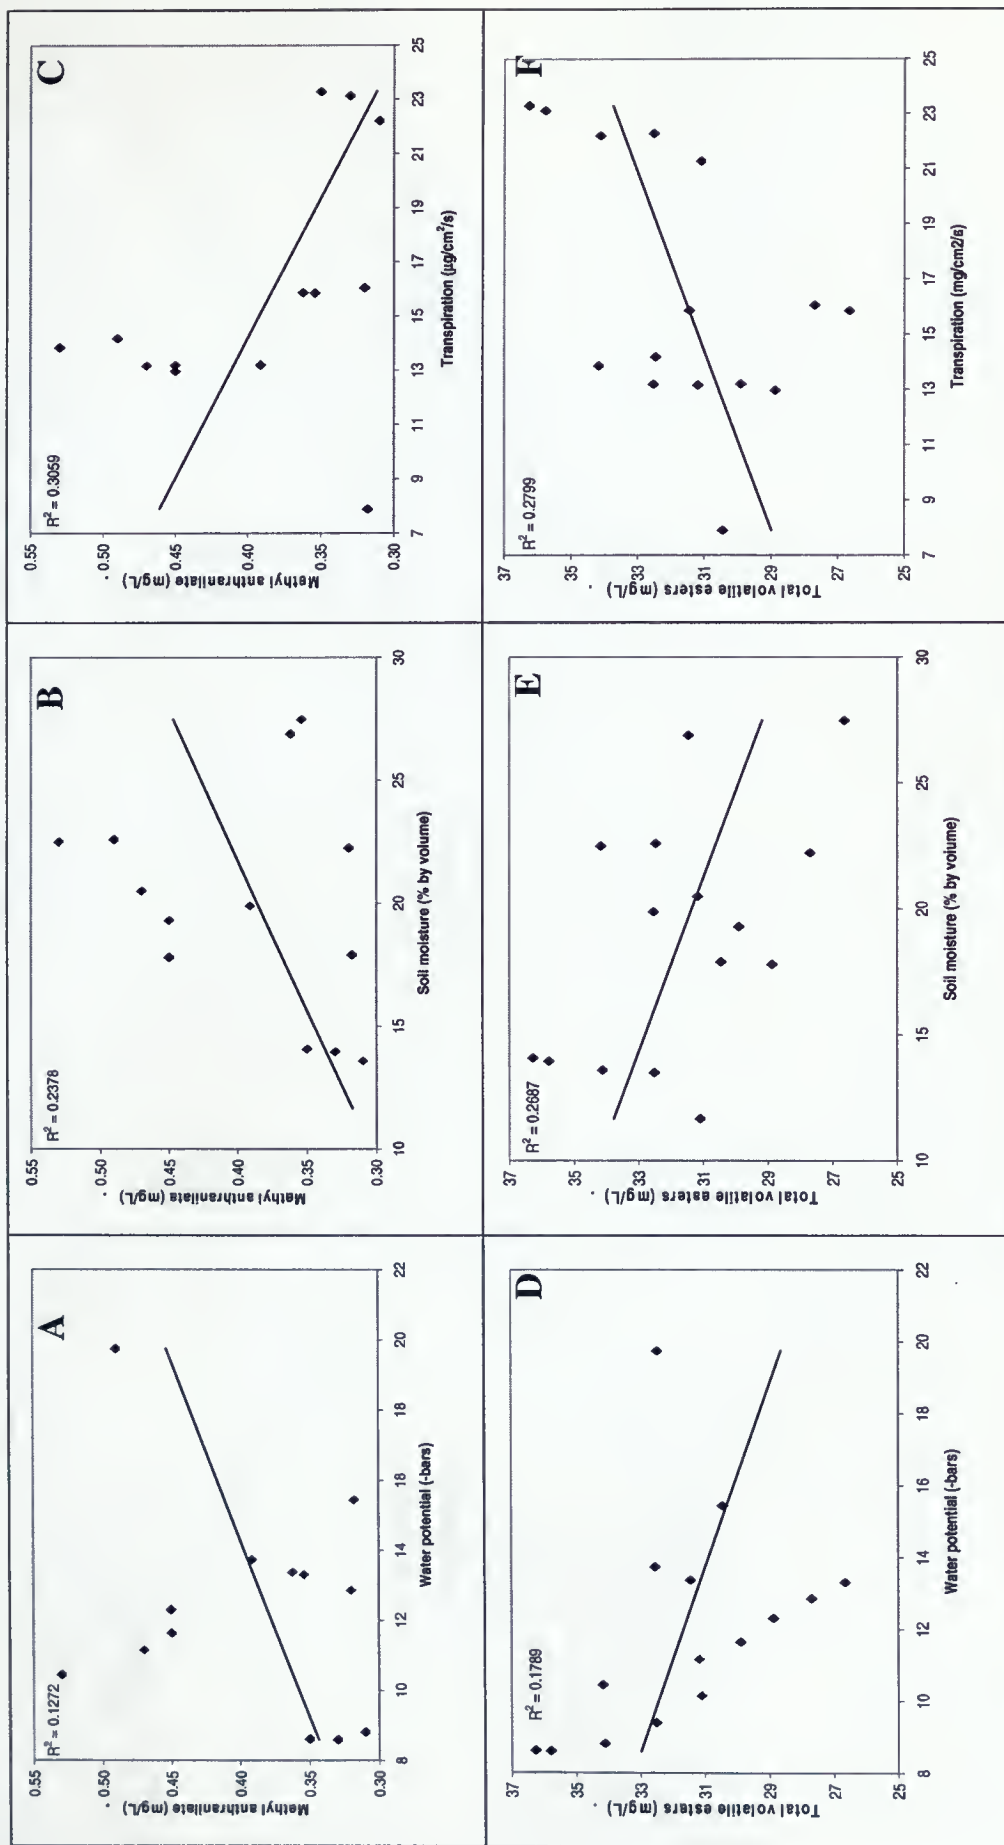 A
R² = 0.1272
Methyl anthranilate (mg/L)
0.55
0.50
0.45
0.40
0.35
0.30
8 10 12 14 16 18 20 22
Water potential (-bars)
B
R² = 0.2378
Methyl anthranilate (mg/L)
0.55
0.50
0.45
0.40
0.35
0.30
10 15 20 25 30
Soil moisture (% by volume)
C
R² = 0.3059
Methyl anthranilate (mg/L)
0.55
0.50
0.45
0.40
0.35
0.30
7 9 11 13 15 17 19 21 23 25
Transpiration (µg/cm²/s)
D
R² = 0.1789
Total volatile esters (mg/L)
37
35
33
31
29
27
25
8 10 12 14 16 18 20 22
Water potential (-bars)
E
R² = 0.2687
Total volatile esters (mg/L)
37
35
33
31
29
27
25
10 15 20 25 30
Soil moisture (% by volume)
F
R² = 0.2799
Total volatile esters (mg/L)
37
35
33
31
29
27
25
7 9 11 13 15 17 19 21 23 25
Transpiration (mg/cm2/s)